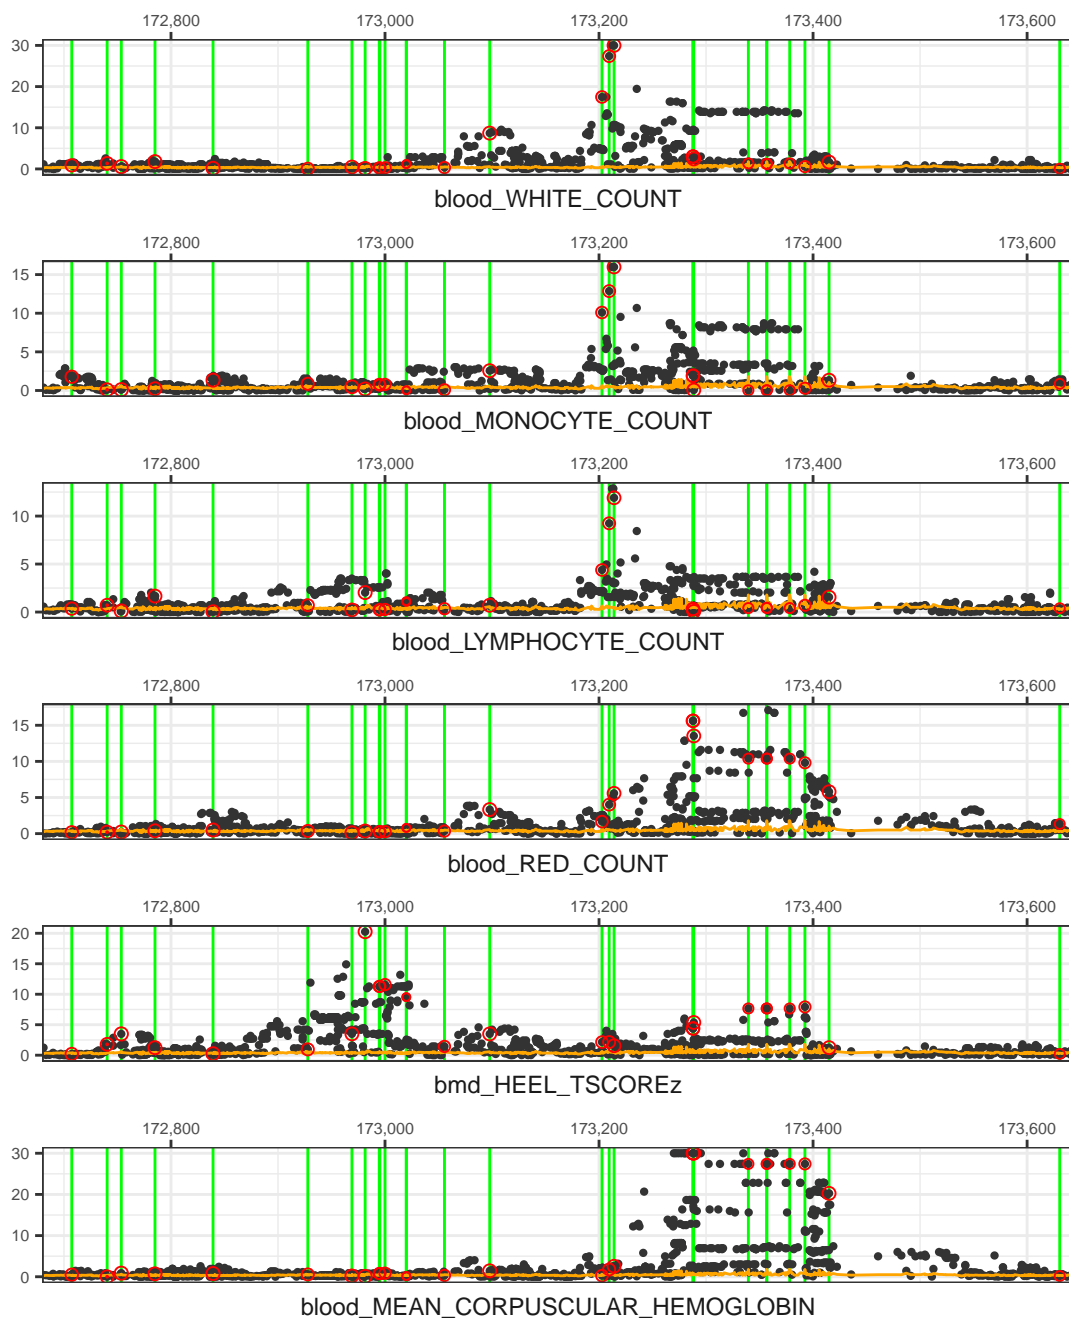 172,800 173,000 173,200 173,400 173,600
30
20
10
0
blood_WHITE_COUNT
172,800 173,000 173,200 173,400 173,600
15
10
5
0
blood_MONOCYTE_COUNT
172,800 173,000 173,200 173,400 173,600
10
5
0
blood_LYMPHOCYTE_COUNT
172,800 173,000 173,200 173,400 173,600
15
10
5
0
blood_RED_COUNT
172,800 173,000 173,200 173,400 173,600
20
15
10
5
0
bmd_HEEL_TSCOREz
172,800 173,000 173,200 173,400 173,600
30
20
10
0
blood_MEAN_CORPUSCULAR_HEMOGLOBIN